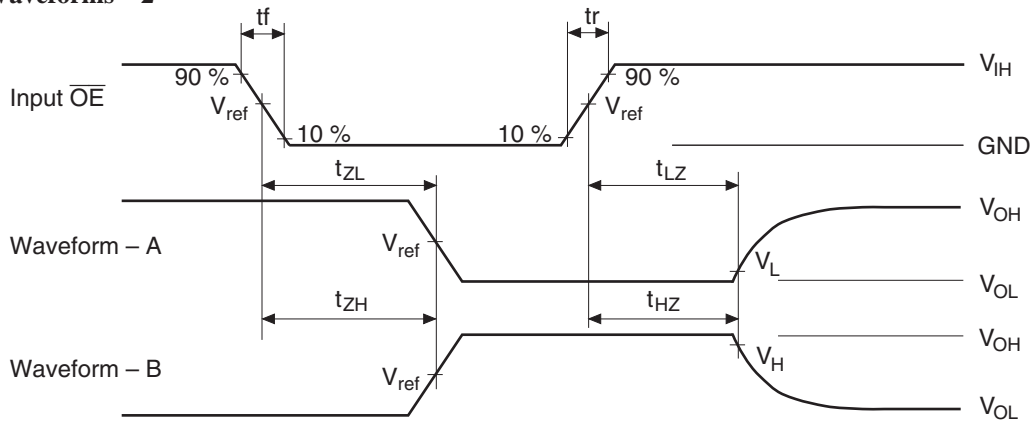 Waveforms – 2
tf
tr
90 %
90 %
V_IH
Input O̅E̅
V_ref
V_ref
10 %
10 %
GND
t_ZL
t_LZ
V_OH
Waveform – A
V_ref
V_L
V_OL
t_ZH
t_HZ
V_OH
Waveform – B
V_ref
V_H
V_OL